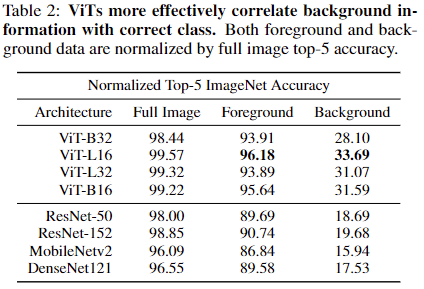 Table 2: ViTs more effectively correlate background in-
formation with correct class. Both foreground and back-
ground data are normalized by full image top-5 accuracy.
Normalized Top-5 ImageNet Accuracy
Architecture Full Image Foreground Background
ViT-B32 98.44 93.91 28.10
ViT-L16 99.57 96.18 33.69
ViT-L32 99.32 93.89 31.07
ViT-B16 99.22 95.64 31.59
ResNet-50 98.00 89.69 18.69
ResNet-152 98.85 90.74 19.68
MobileNetv2 96.09 86.84 15.94
DenseNet121 96.55 89.58 17.53